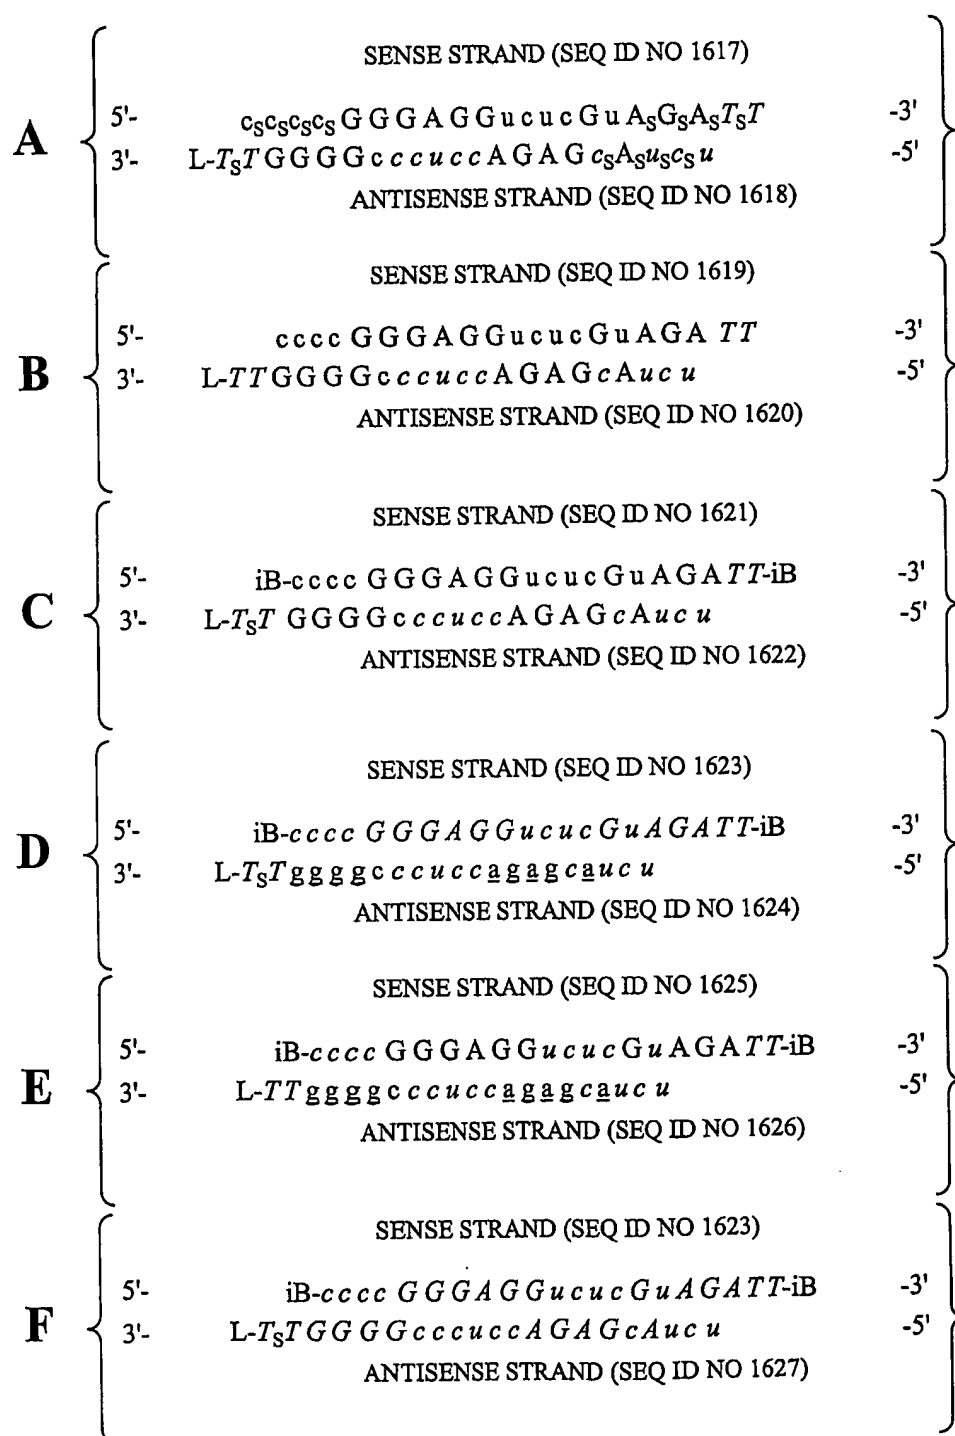 SENSE STRAND (SEQ ID NO 1617)
A 5'- cScScScS G G G A G G u c u c G u ASGSASTST -3'
3'- L-TST G G G G c c c u c c A G A G cSASuScS u -5'
ANTISENSE STRAND (SEQ ID NO 1618)
SENSE STRAND (SEQ ID NO 1619)
B 5'- c c c c G G G A G G u c u c G u A G A T T -3'
3'- L-T T G G G G c c c u c c A G A G c A u c u -5'
ANTISENSE STRAND (SEQ ID NO 1620)
SENSE STRAND (SEQ ID NO 1621)
C 5'- iB-c c c c G G G A G G u c u c G u A G A T T-iB -3'
3'- L-TST G G G G c c c u c c A G A G c A u c u -5'
ANTISENSE STRAND (SEQ ID NO 1622)
SENSE STRAND (SEQ ID NO 1623)
D 5'- iB-c c c c G G G A G G u c u c G u A G A T T-iB -3'
3'- L-TST g g g g c c c u c c a g a g c a u c u -5'
ANTISENSE STRAND (SEQ ID NO 1624)
SENSE STRAND (SEQ ID NO 1625)
E 5'- iB-c c c c G G G A G G u c u c G u A G A T T-iB -3'
3'- L-T T g g g g c c c u c c a g a g c a u c u -5'
ANTISENSE STRAND (SEQ ID NO 1626)
SENSE STRAND (SEQ ID NO 1623)
F 5'- iB-c c c c G G G A G G u c u c G u A G A T T-iB -3'
3'- L-TST G G G G c c c u c c A G A G c A u c u -5'
ANTISENSE STRAND (SEQ ID NO 1627)